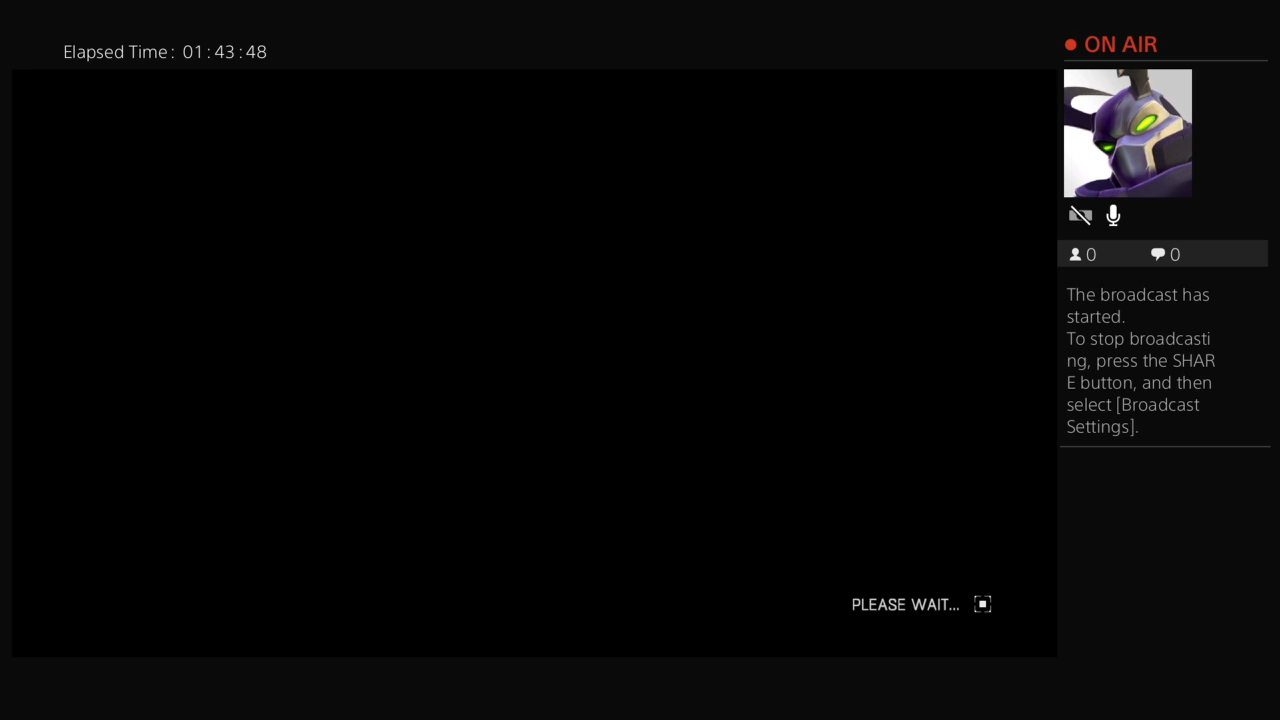 Elapsed Time: 01:43:48
ON AIR
0 0
The broadcast has
started.
To stop broadcasti
ng, press the SHAR
E button, and then
select [Broadcast
Settings].
PLEASE WAIT...